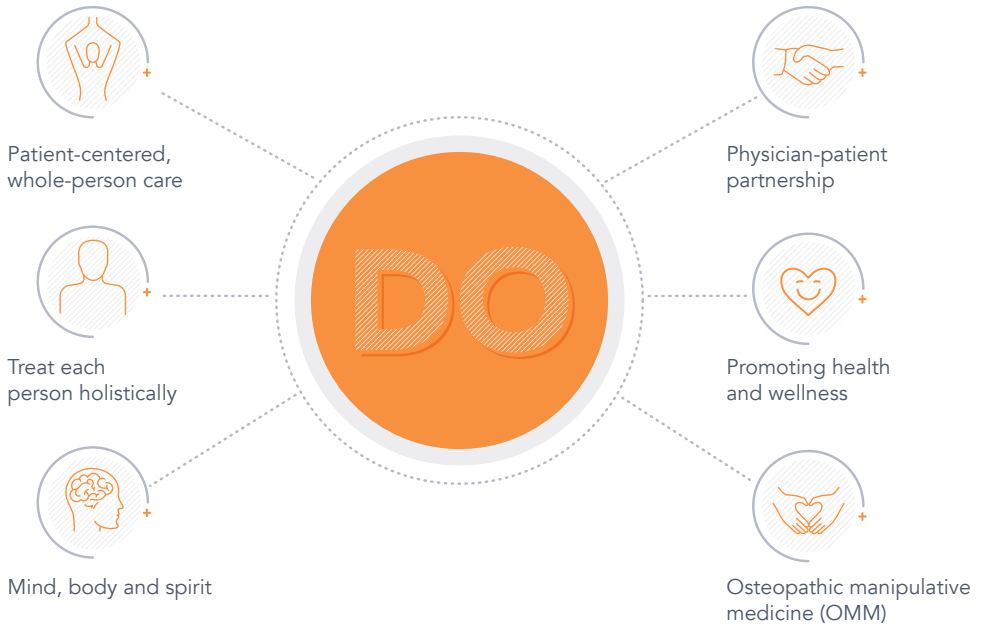 Patient-centered,
whole-person care
Treat each
person holistically
Mind, body and spirit
DO
Physician-patient
partnership
Promoting health
and wellness
Osteopathic manipulative
medicine (OMM)